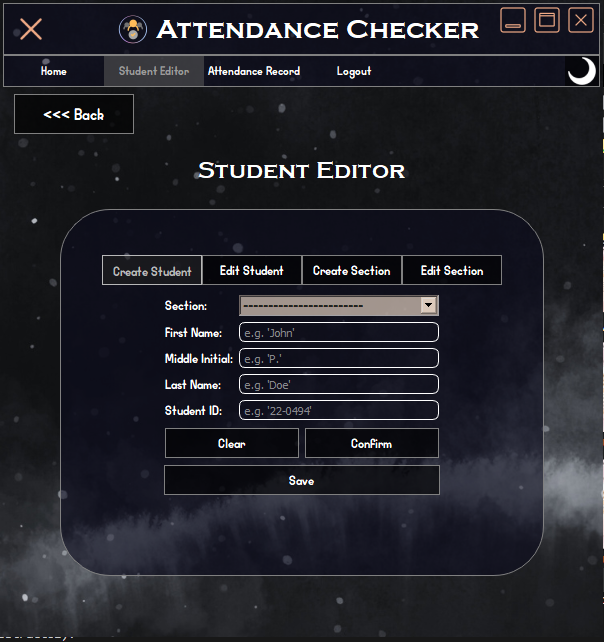 Attendance Checker
Home Student Editor Attendance Record Logout
<<< Back
Student Editor
Create Student Edit Student Create Section Edit Section
Section: ------------------------
First Name: e.g. 'John'
Middle Initial: e.g. 'P.'
Last Name: e.g. 'Doe'
Student ID: e.g. '22-0494'
Clear Confirm
Save